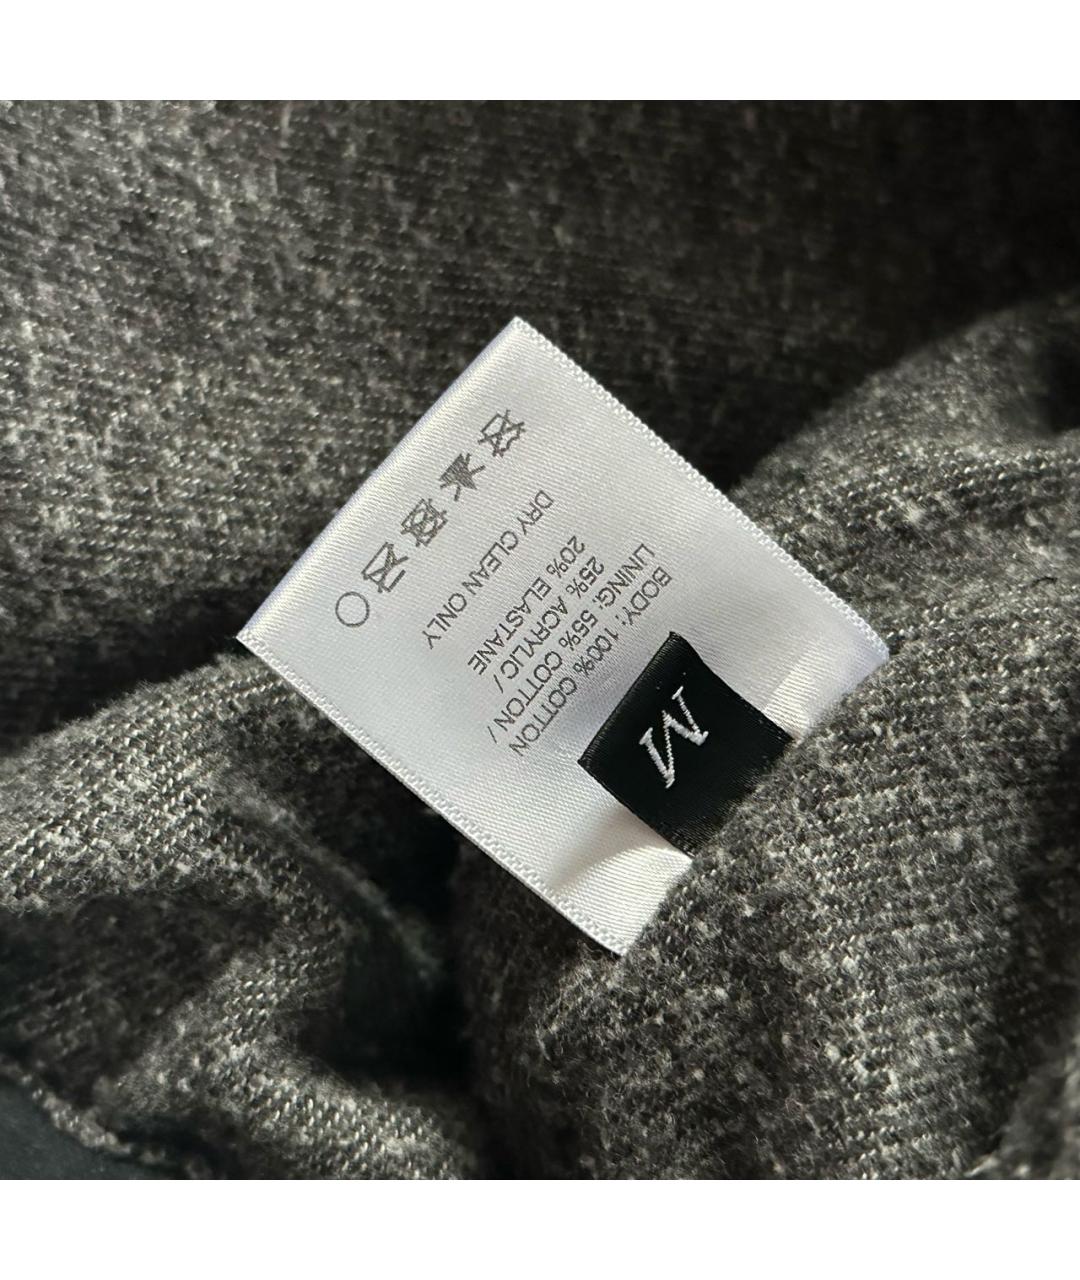 M
BODY: 100% COTTON
LINING: 55% COTTON /
25% ACRYLIC /
20% ELASTANE
DRY CLEAN ONLY